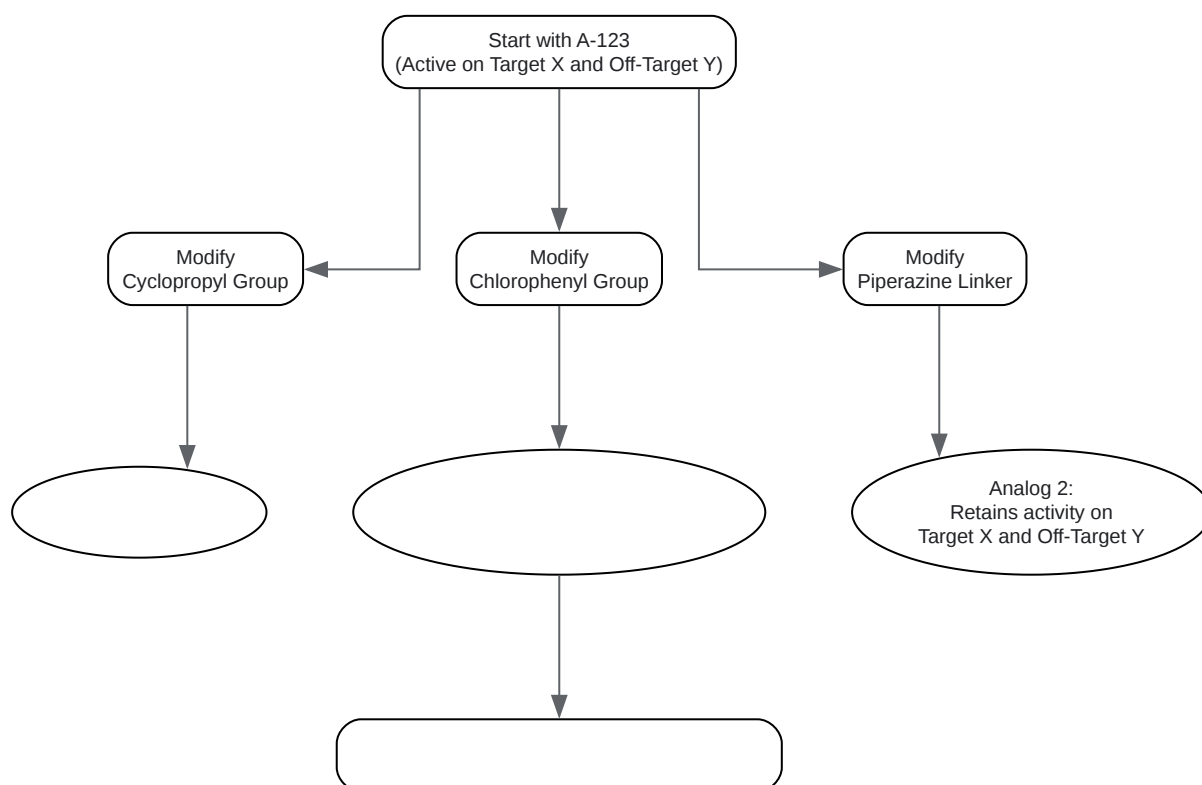 Start with A-123
(Active on Target X and Off-Target Y)
Modify
Cyclopropyl Group
Modify
Chlorophenyl Group
Modify
Piperazine Linker
Analog 2:
Retains activity on
Target X and Off-Target Y